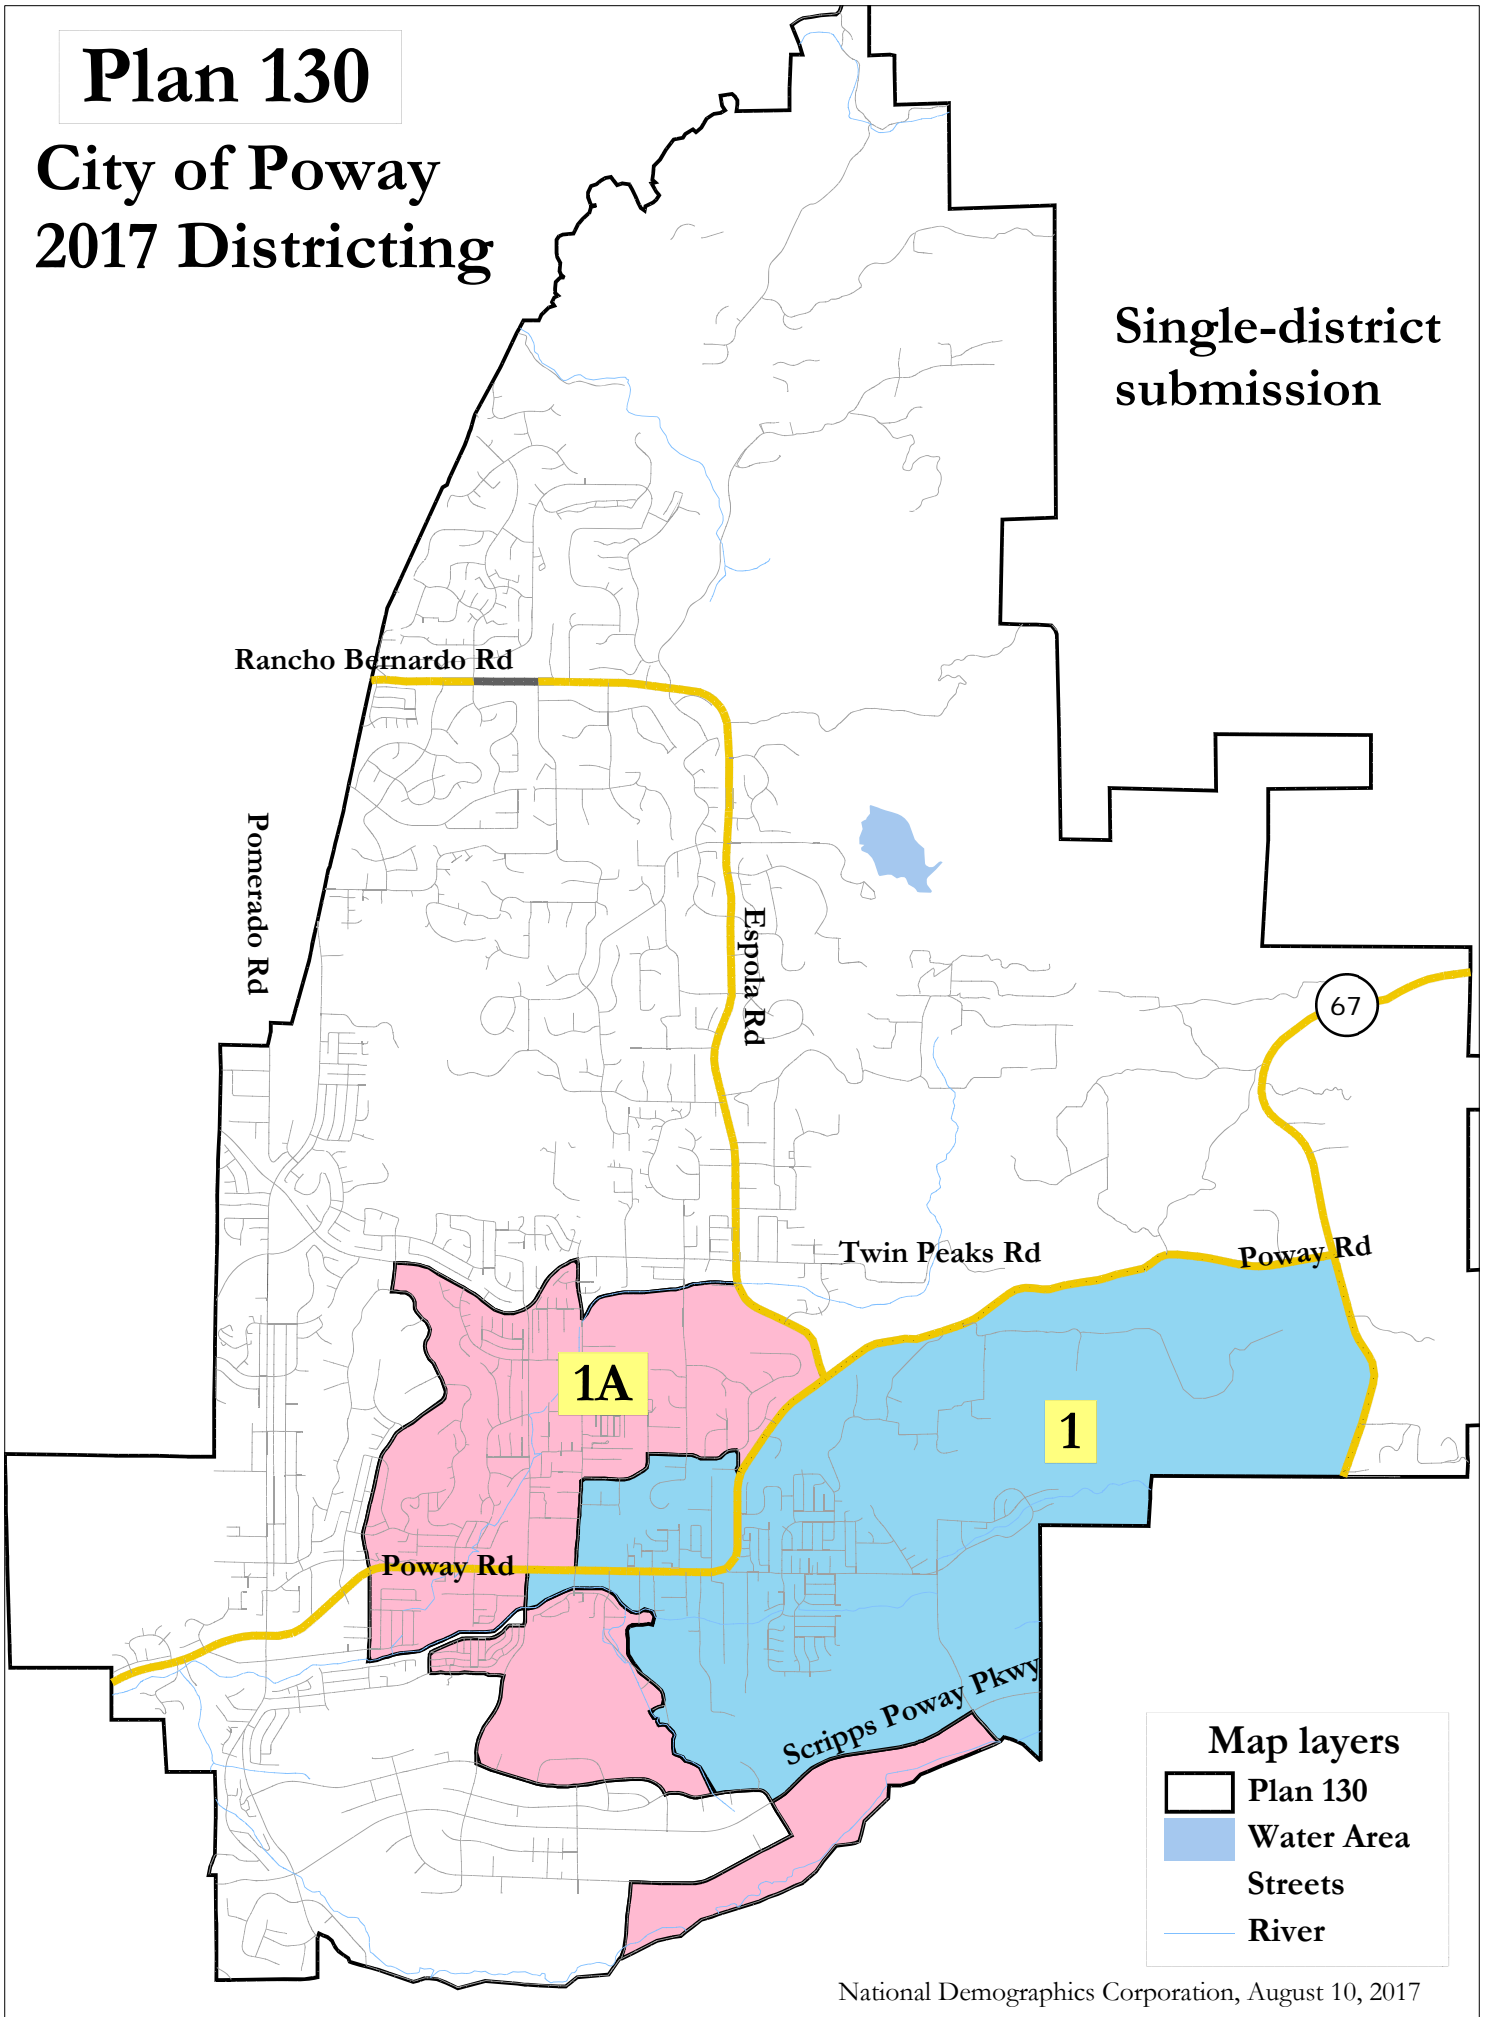 Plan 130
City of Poway
2017 Districting
Single-district
submission
Rancho Bernardo Rd
Pomerado Rd
Espola Rd
67
Twin Peaks Rd
Poway Rd
1A
1
Poway Rd
Scripps Poway Pkwy
Map layers
Plan 130
Water Area
Streets
River
National Demographics Corporation, August 10, 2017